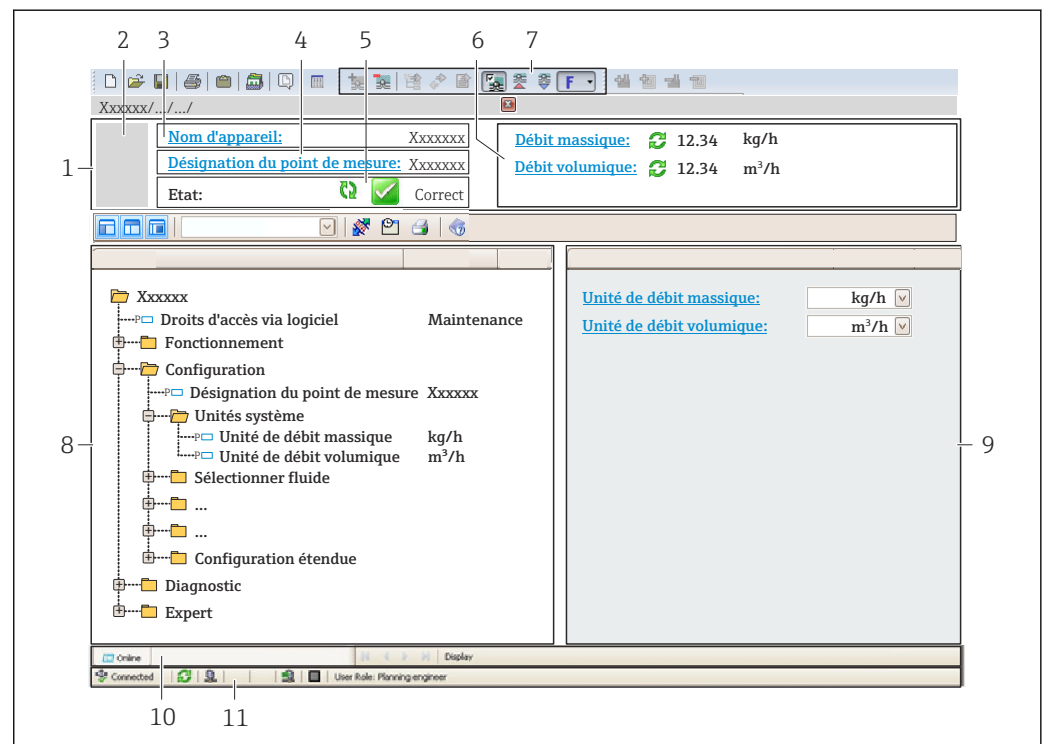 2 3 4 5 6 7
F
Xxxxxx/.../.../
1
Nom d'appareil: Xxxxxxx
Débit massique: 12.34 kg/h
Désignation du point de mesure: Xxxxxxx
Débit volumique: 12.34 m³/h
Etat: Correct
Xxxxxx
Unité de débit massique: kg/h
P Droits d'accès via logiciel Maintenance
Unité de débit volumique: m³/h
Fonctionnement
Configuration
P Désignation du point de mesure Xxxxxx
Unités système
P Unité de débit massique kg/h
8
9
P Unité de débit volumique m³/h
Sélectionner fluide
...
...
Configuration étendue
Diagnostic
Expert
Online Display
Connected User Role: Planning engineer
10 11